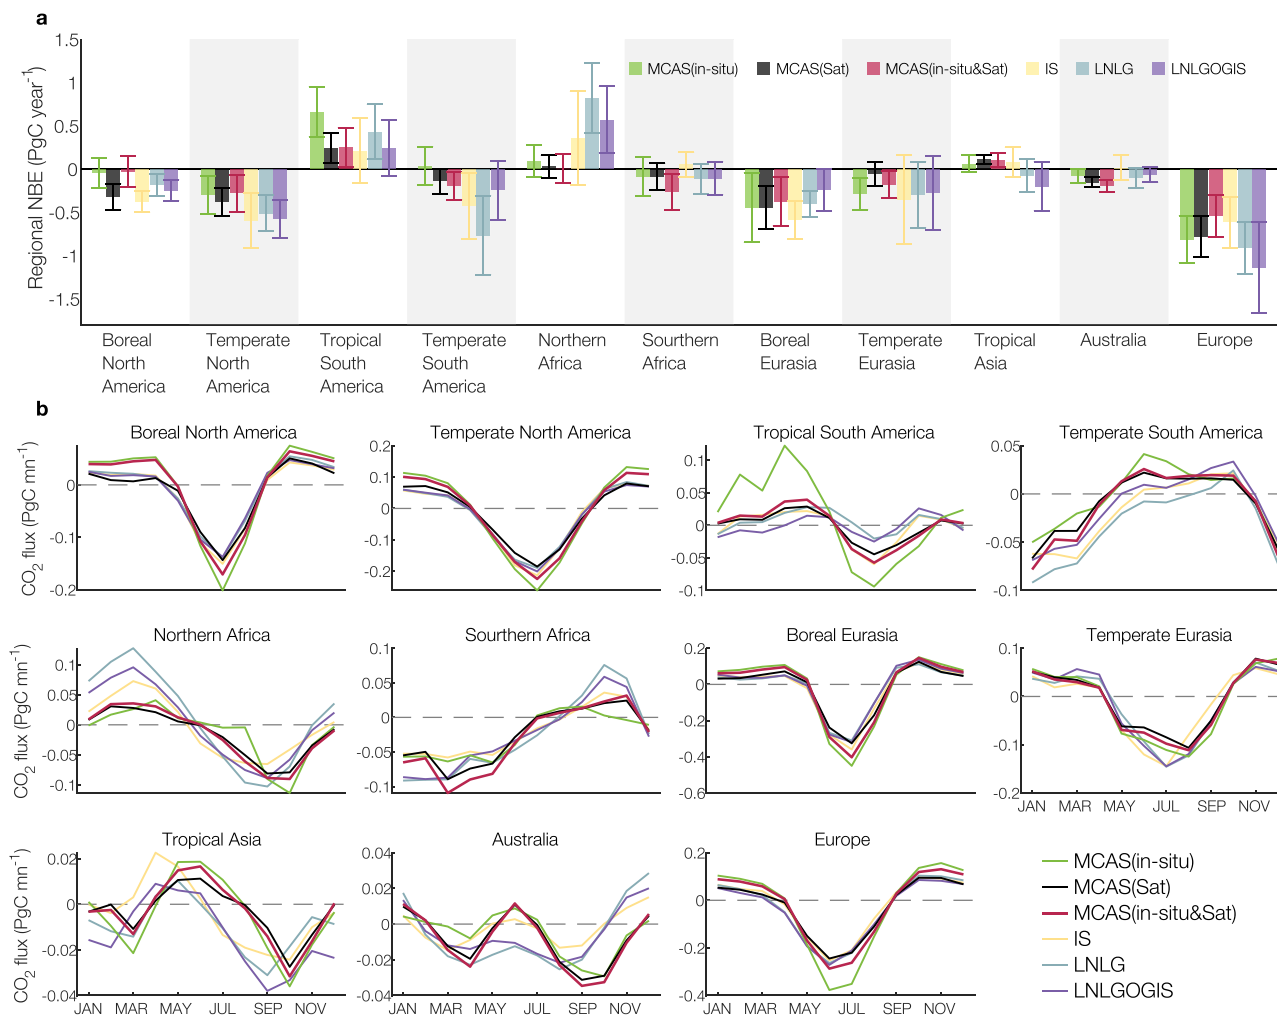 a
Regional NBE (PgC year-1)
1.5
1
0.5
0
-0.5
-1
-1.5
MCAS(in-situ)
MCAS(Sat)
MCAS(in-situ&Sat)
IS
LNLG
LNLGOGIS
Boreal
North
America
Temperate
North
America
Tropical
South
America
Temperate
South
America
Northern
Africa
Sourthern
Africa
Boreal
Eurasia
Temperate
Eurasia
Tropical
Asia
Australia
Europe
b
Boreal North America
CO2 flux (PgC mn-1)
0
-0.1
-0.2
Temperate North America
0.2
0.1
0
-0.1
-0.2
Tropical South America
0.1
0.05
0
-0.05
-0.1
Temperate South America
0.05
0
-0.05
-0.1
Northern Africa
CO2 flux (PgC mn-1)
0.1
0.05
0
-0.05
-0.1
Sourthern Africa
0.1
0.05
0
-0.05
-0.1
Boreal Eurasia
0.2
0
-0.2
-0.4
-0.6
Temperate Eurasia
0.1
0
-0.1
-0.2
JAN MAR MAY JUL SEP NOV
Tropical Asia
CO2 flux (PgC mn-1)
0.02
0
-0.02
-0.04
JAN MAR MAY JUL SEP NOV
Australia
0.04
0.02
0
-0.02
-0.04
JAN MAR MAY JUL SEP NOV
Europe
0.2
0
-0.2
-0.4
JAN MAR MAY JUL SEP NOV
MCAS(in-situ)
MCAS(Sat)
MCAS(in-situ&Sat)
IS
LNLG
LNLGOGIS